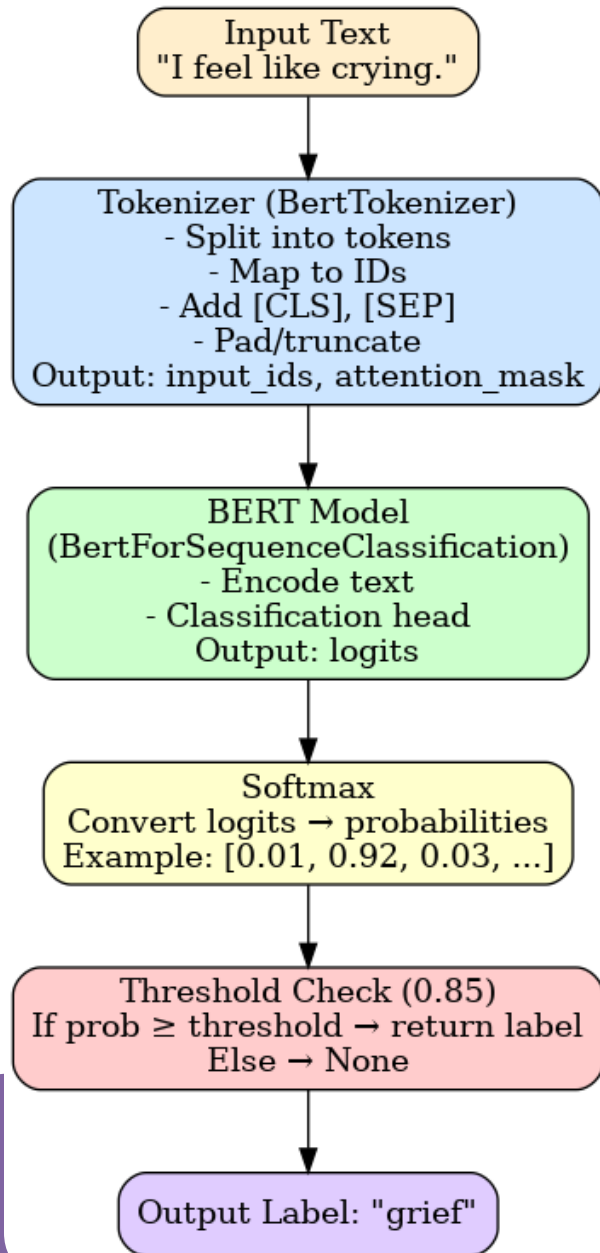 Input Text
"I feel like crying."
Tokenizer (BertTokenizer)
- Split into tokens
- Map to IDs
- Add [CLS], [SEP]
- Pad/truncate
Output: input_ids, attention_mask
BERT Model
(BertForSequenceClassification)
- Encode text
- Classification head
Output: logits
Softmax
Convert logits → probabilities
Example: [0.01, 0.92, 0.03, ...]
Threshold Check (0.85)
If prob ≥ threshold → return label
Else → None
Output Label: "grief"